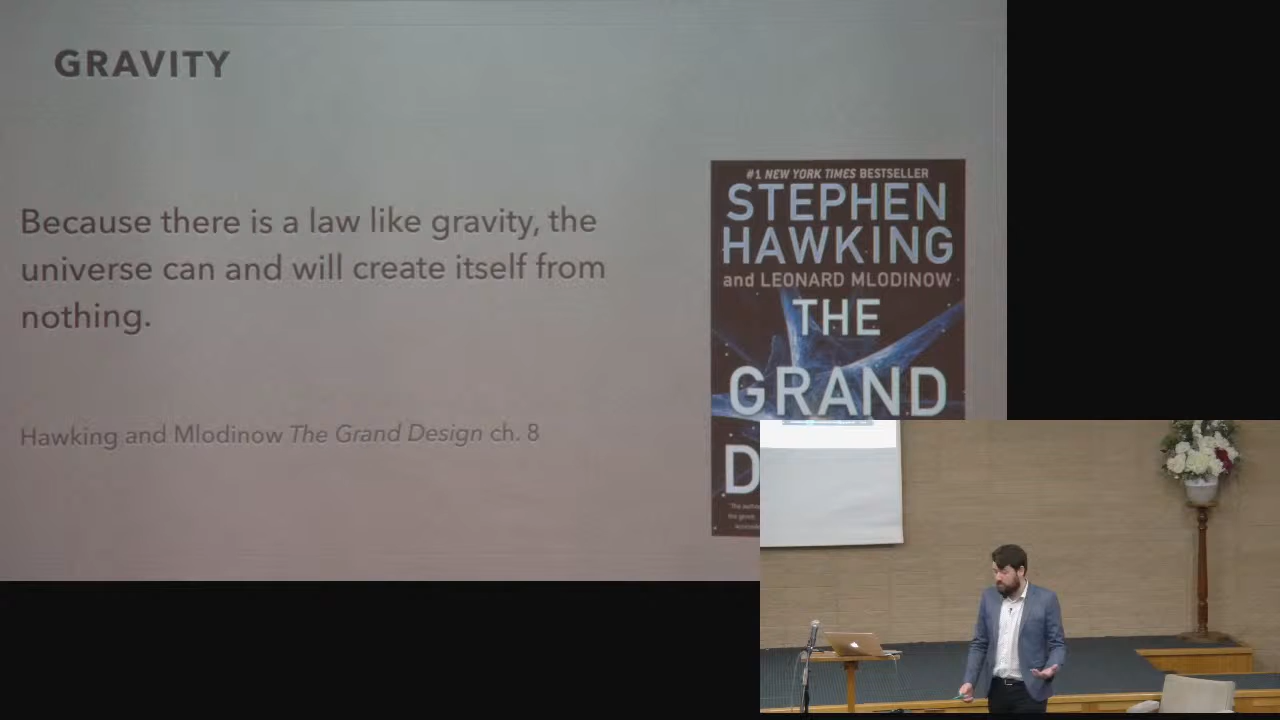 GRAVITY
Because there is a law like gravity, the
universe can and will create itself from
nothing.
Hawking and Mlodinow The Grand Design ch. 8
#1 NEW YORK TIMES BESTSELLER
STEPHEN
HAWKING
and LEONARD MLODINOW
THE
GRAND
D